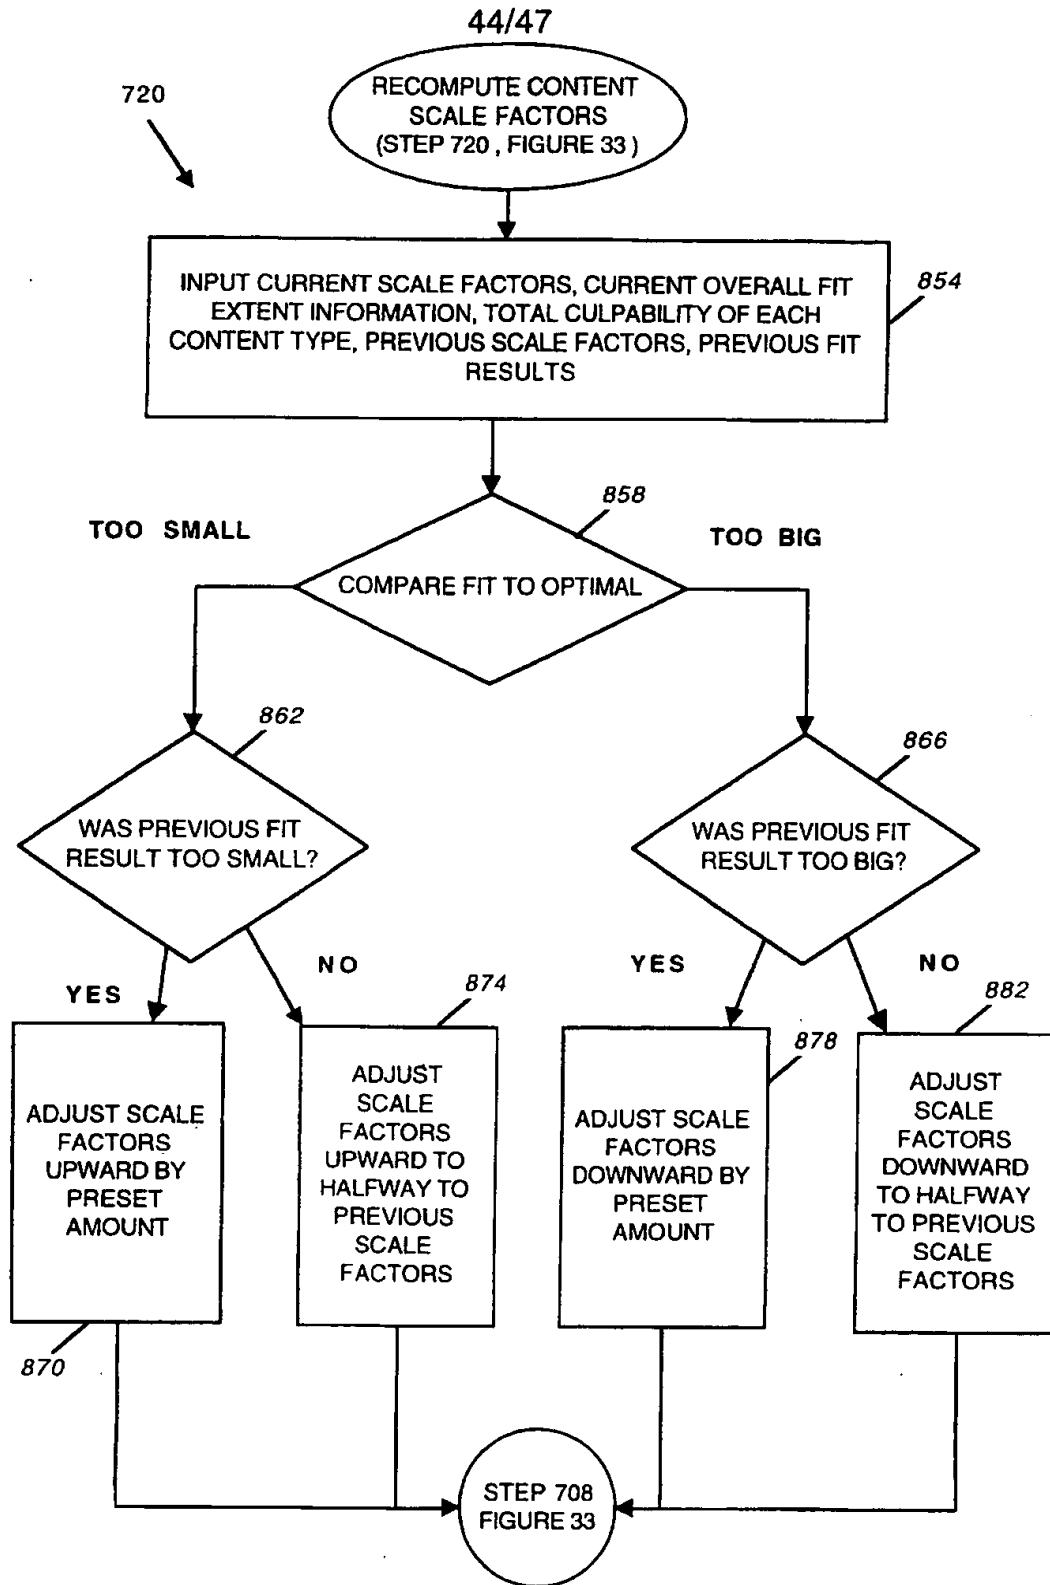 44/47
RECOMPUTE CONTENT
SCALE FACTORS
(STEP 720 , FIGURE 33 )
720
INPUT CURRENT SCALE FACTORS, CURRENT OVERALL FIT
EXTENT INFORMATION, TOTAL CULPABILITY OF EACH
CONTENT TYPE, PREVIOUS SCALE FACTORS, PREVIOUS FIT
RESULTS
854
858
TOO SMALL
TOO BIG
COMPARE FIT TO OPTIMAL
862
866
WAS PREVIOUS FIT
RESULT TOO SMALL?
WAS PREVIOUS FIT
RESULT TOO BIG?
YES
NO
YES
NO
874
878
882
ADJUST SCALE
FACTORS
UPWARD BY
PRESET
AMOUNT
870
ADJUST
SCALE
FACTORS
UPWARD TO
HALFWAY TO
PREVIOUS
SCALE
FACTORS
ADJUST SCALE
FACTORS
DOWNWARD BY
PRESET
AMOUNT
ADJUST
SCALE
FACTORS
DOWNWARD
TO HALFWAY
TO PREVIOUS
SCALE
FACTORS
STEP 708
FIGURE 33